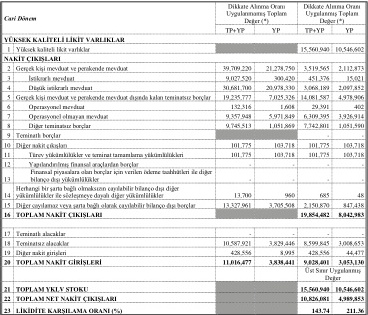 Cari Dönem
Dikkate Alınma Oranı Uygulanmamış Toplam Değer (*)
Dikkate Alınma Oranı Uygulanmış Toplam Değer (*)
TP+YP YP TP+YP YP
YÜKSEK KALİTELİ LİKİT VARLIKLAR
1 Yüksek kaliteli likit varlıklar 15,560,940 10,546,602
NAKİT ÇIKIŞLARI
2 Gerçek kişi mevduat ve perakende mevduat 39,709,220 21,278,750 3,519,565 2,112,873
3 İstikrarlı mevduat 9,027,520 300,420 451,376 15,021
4 Düşük istikrarlı mevduat 30,681,700 20,978,330 3,068,189 2,097,852
5 Gerçek kişi mevduat ve perakende mevduat dışında kalan teminatsız borçlar 19,235,777 7,025,326 14,081,587 4,978,906
6 Operasyonel mevduat 132,316 1,608 29,391 402
7 Operasyonel olmayan mevduat 9,357,948 5,971,849 6,309,395 3,926,914
8 Diğer teminatsız borçlar 9,745,513 1,051,869 7,742,801 1,051,590
9 Teminatlı borçlar - -
10 Diğer nakit çıkışları 101,775 103,718 101,775 103,718
11 Türev yükümlülükler ve teminat tamamlama yükümlülükleri 101,775 103,718 101,775 103,718
12 Yapılandırılmış finansal araçlardan borçlar - - - -
13 Finansal piyasalara olan borçlar için verilen ödeme taahhütleri ile diğer bilanço dışı yükümlülükler - - - -
14 Herhangi bir şarta bağlı olmaksızın cayılabilir bilanço dışı diğer yükümlülükler ile sözleşmeye dayalı diğer yükümlülükler 13,700 960 685 48
15 Diğer cayılamaz veya şarta bağlı olarak cayılabilir bilanço dışı borçlar 13,327,961 3,705,508 2,150,870 847,438
16 TOPLAM NAKİT ÇIKIŞLARI 19,854,482 8,042,983
17 Teminatlı alacaklar - - - -
18 Teminatsız alacaklar 10,587,921 3,829,446 8,599,845 3,008,653
19 Diğer nakit girişleri 428,556 8,995 428,556 44,477
20 TOPLAM NAKİT GİRİŞLERİ 11,016,477 3,838,441 9,028,401 3,053,130
Üst Sınır Uygulanmış Değer
21 TOPLAM YKLV STOKU 15,560,940 10,546,602
22 TOPLAM NET NAKİT ÇIKIŞLARI 10,826,081 4,989,853
23 LİKİDİTE KARŞILAMA ORANI (%) 143.74 211.36